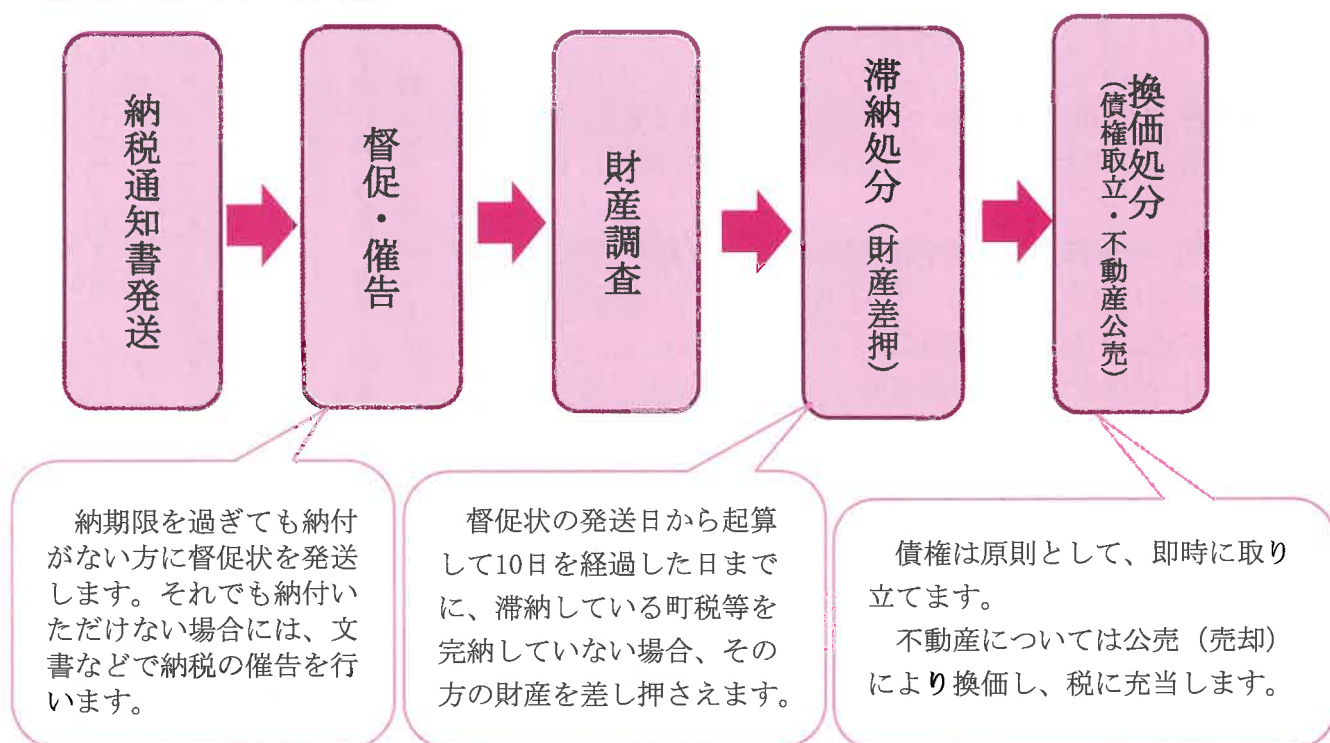 納税通知書発送
督促・催告
財産調査
滞納処分（財産差押）
換価処分
（債権取立・不動産公売）
納期限を過ぎても納付
がない方に督促状を発送
します。それでも納付い
ただけない場合には、文
書などで納税の催告を行
います。
督促状の発送日から起算
して10日を経過した日まで
に、滞納している町税等を
完納していない場合、その
方の財産を差し押さえます。
債権は原則として、即時に取り
立てます。
不動産については公売（売却）
により換価し、税に充当します。